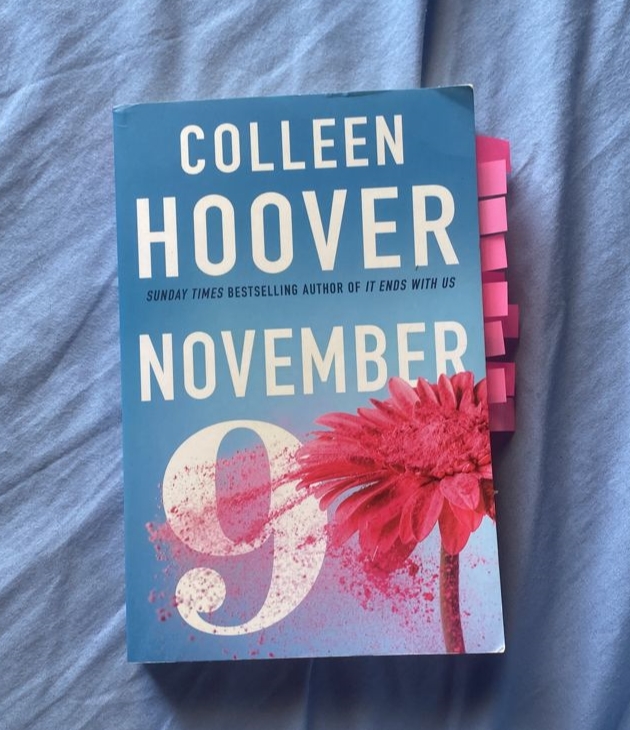 COLLEEN
HOOVER
SUNDAY TIMES BESTSELLING AUTHOR OF IT ENDS WITH US
NOVEMBER
9